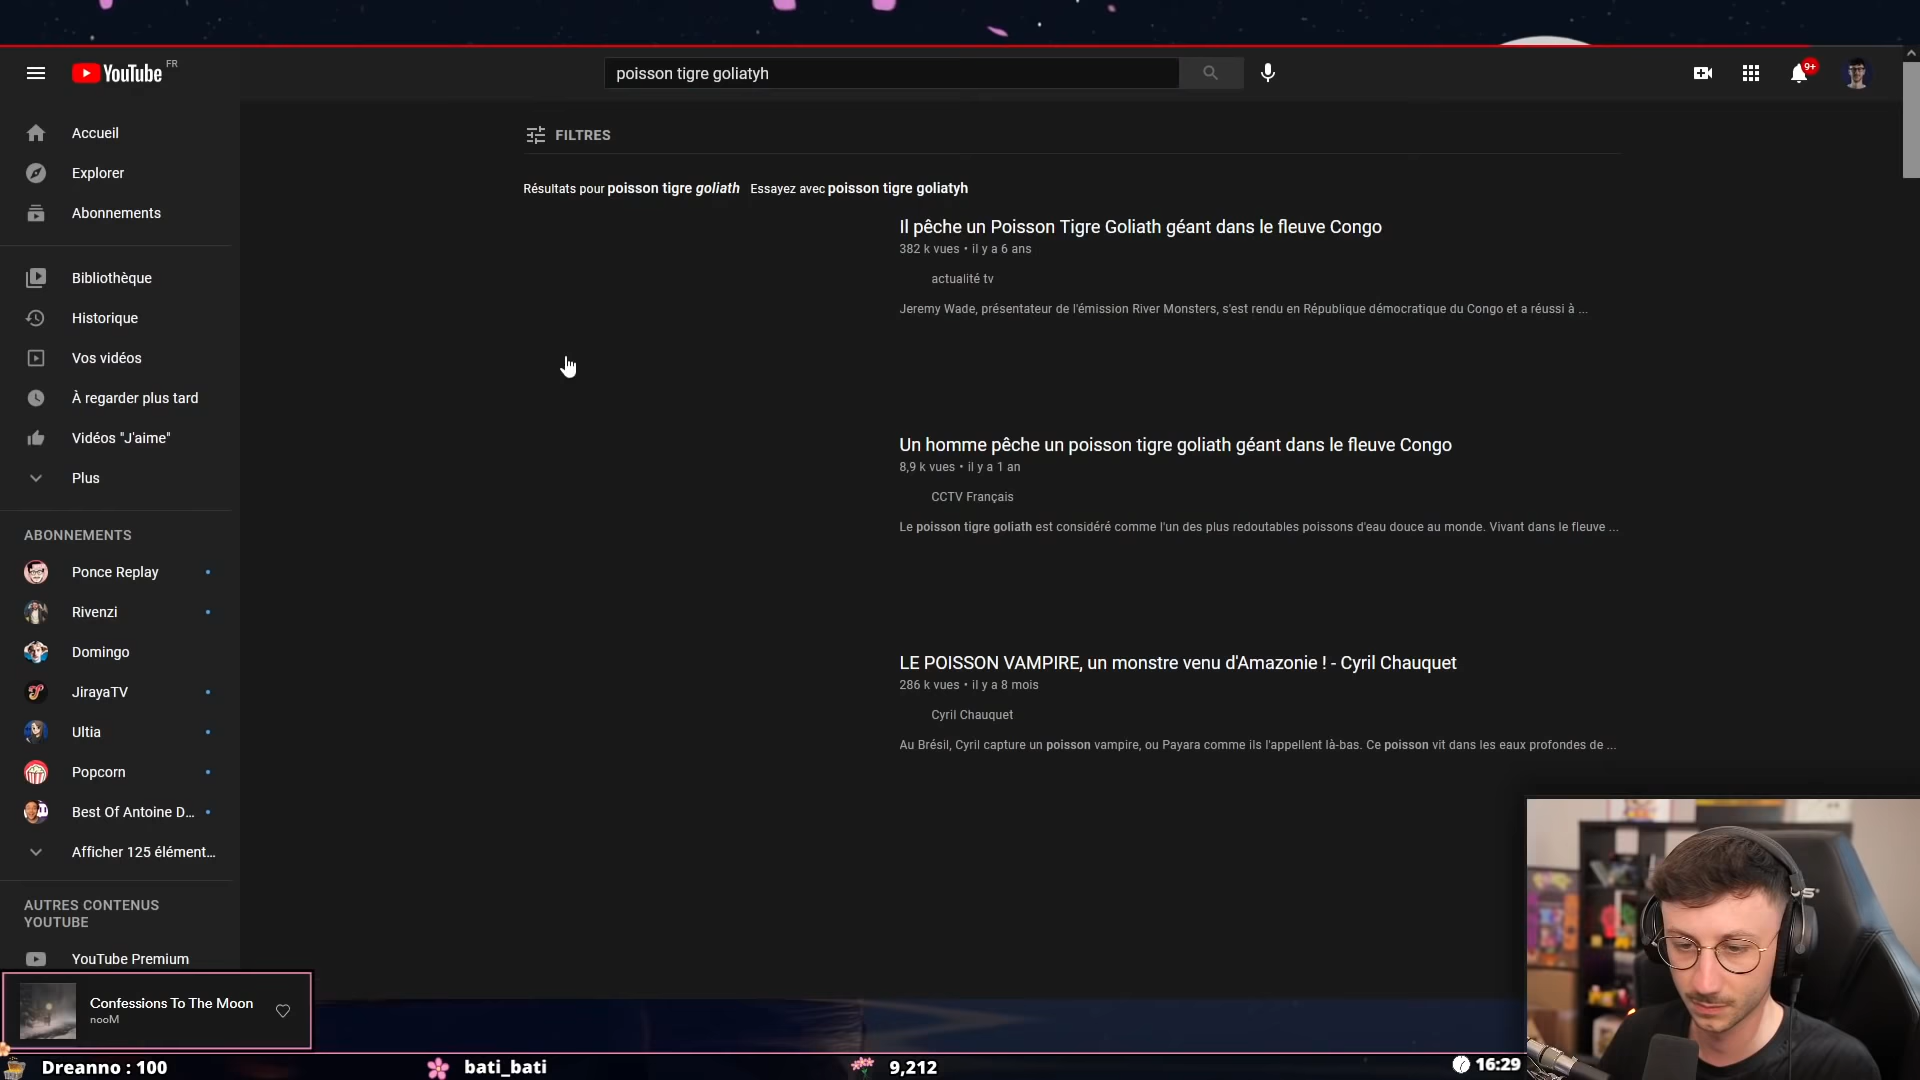 YouTube FR
poisson tigre goliatyh
9+
Accueil
Explorer
Abonnements
Bibliothèque
Historique
Vos vidéos
À regarder plus tard
Vidéos "J'aime"
Plus
ABONNEMENTS
Ponce Replay
Rivenzi
Domingo
JirayaTV
Ultia
Popcorn
Best Of Antoine D...
Afficher 125 élément...
AUTRES CONTENUS
YOUTUBE
YouTube Premium
FILTRES
Résultats pour poisson tigre goliath Essayez avec poisson tigre goliatyh
Il pêche un Poisson Tigre Goliath géant dans le fleuve Congo
382 k vues • il y a 6 ans
actualité tv
Jeremy Wade, présentateur de l'émission River Monsters, s'est rendu en République démocratique du Congo et a réussi à ...
Un homme pêche un poisson tigre goliath géant dans le fleuve Congo
8,9 k vues • il y a 1 an
CCTV Français
Le poisson tigre goliath est considéré comme l'un des plus redoutables poissons d'eau douce au monde. Vivant dans le fleuve ...
LE POISSON VAMPIRE, un monstre venu d'Amazonie ! - Cyril Chauquet
286 k vues • il y a 8 mois
Cyril Chauquet
Au Brésil, Cyril capture un poisson vampire, ou Payara comme ils l'appellent là-bas. Ce poisson vit dans les eaux profondes de ...
Confessions To The Moon
nooM
Dreanno : 100
bati_bati
9,212
16:29